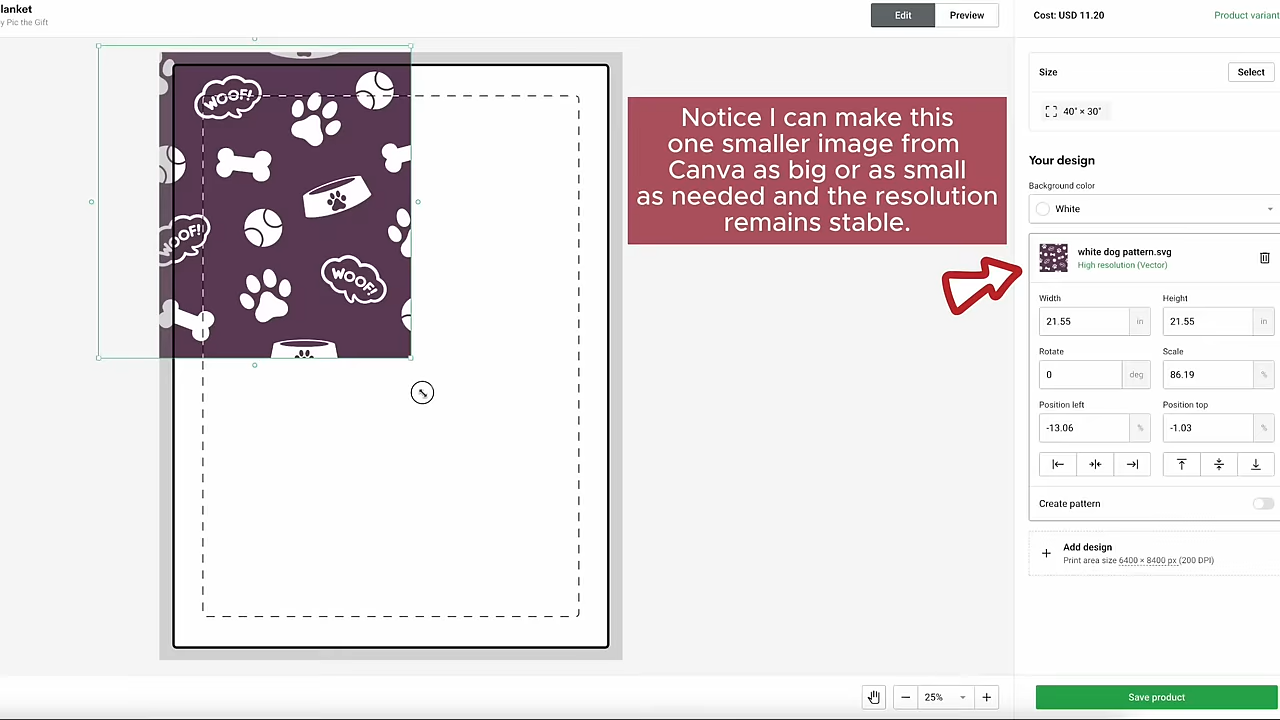 lanket
y Pic the Gift
Edit
Preview
Cost: USD 11.20
Product variant
Size
Select
40" × 30"
Your design
Background color
White
white dog pattern.svg
High resolution (Vector)
Width
Height
21.55
in
21.55
in
Rotate
Scale
0
deg
86.19
%
Position left
Position top
-13.06
%
-1.03
%
Create pattern
Add design
Print area size 6400 × 8400 px (200 DPI)
Save product
25%
Notice I can make this
one smaller image from
Canva as big or as small
as needed and the resolution
remains stable.
WOOF!
WOOF!
WOOF!